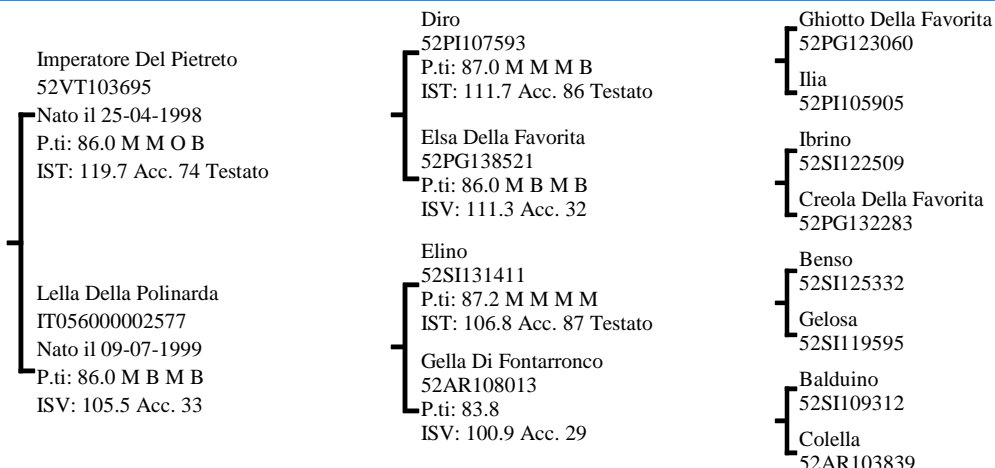 Imperatore Del Pietreto
52VT103695
Nato il 25-04-1998
P.ti: 86.0 M M O B
IST: 119.7 Acc. 74 Testato
Lella Della Polinarda
IT056000002577
Nato il 09-07-1999
P.ti: 86.0 M B M B
ISV: 105.5 Acc. 33
Diro
52PI107593
P.ti: 87.0 M M M B
IST: 111.7 Acc. 86 Testato
Elsa Della Favorita
52PG138521
P.ti: 86.0 M B M B
ISV: 111.3 Acc. 32
Elino
52SI131411
P.ti: 87.2 M M M M
IST: 106.8 Acc. 87 Testato
Gella Di Fontarronco
52AR108013
P.ti: 83.8
ISV: 100.9 Acc. 29
Ghiotto Della Favorita
52PG123060
Ilia
52PI105905
Ibrino
52SI122509
Creola Della Favorita
52PG132283
Benso
52SI125332
Gelosa
52SI119595
Balduino
52SI109312
Colella
52AR103839